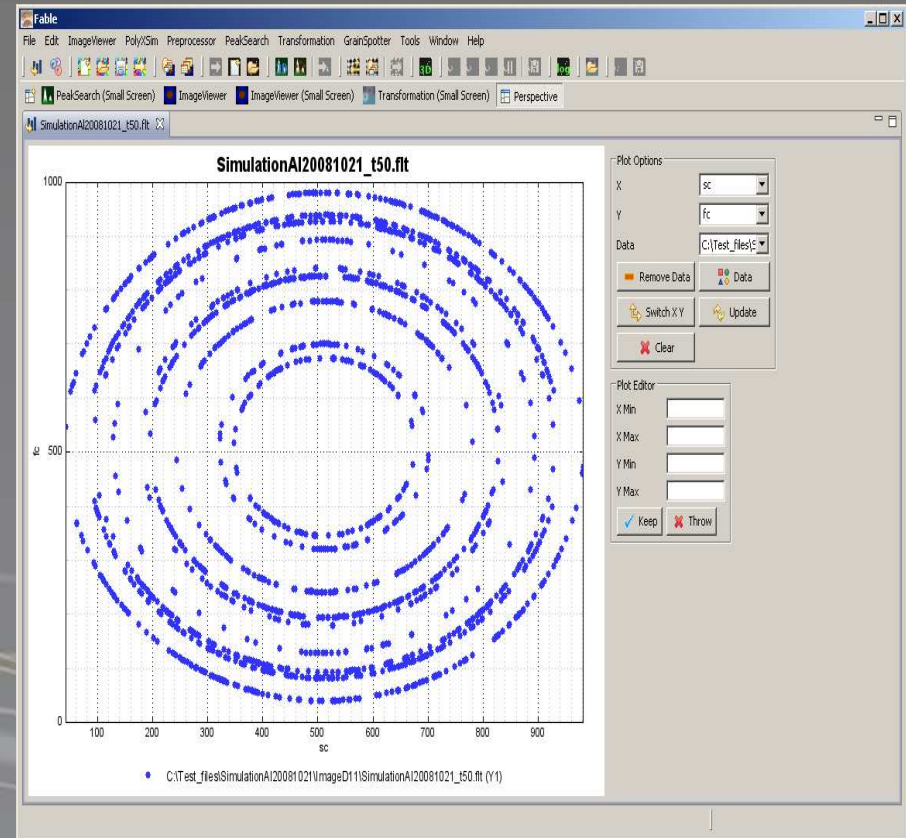 Fable
File Edit ImageViewer PolyXSim Preprocessor PeakSearch Transformation GrainSpotter Tools Window Help
3D log
PeakSearch (Small Screen) ImageViewer ImageViewer (Small Screen) Transformation (Small Screen) Perspective
SimulationAl20081021_t50.flt
SimulationAl20081021_t50.flt
1000
500
0
fc
100 200 300 400 500 600 700 800 900
sc
C:\Test_files\SimulationAl20081021\ImageD11\SimulationAl20081021_t50.flt (Y1)
Plot Options
X sc
Y fc
Data C:\Test_files\S
Remove Data Data
Switch X Y Update
Clear
Plot Editor
X Min
X Max
Y Min
Y Max
Keep Throw